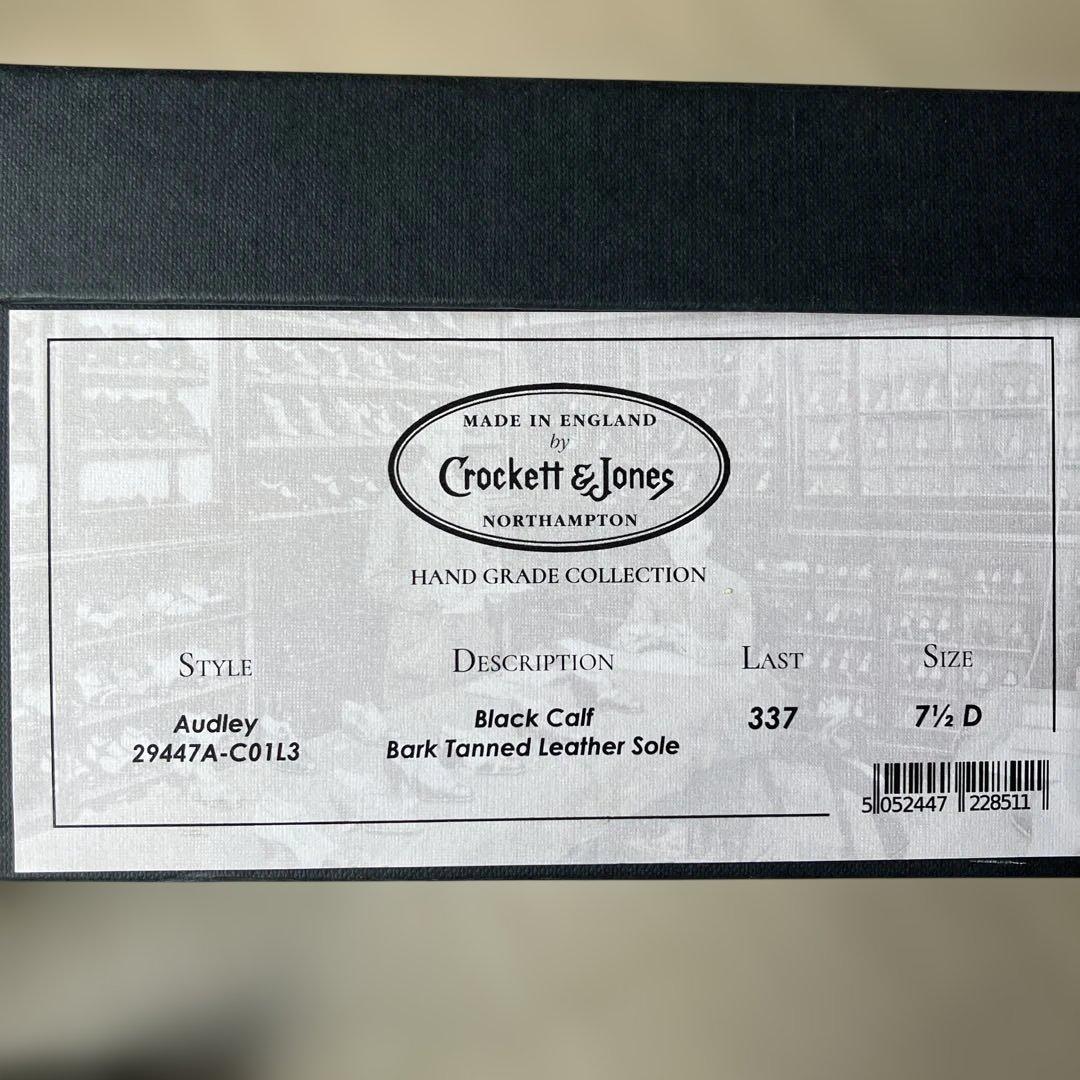 MADE IN ENGLAND
by
Crockett & Jones
NORTHAMPTON
HAND GRADE COLLECTION
STYLE DESCRIPTION LAST SIZE
Audley Black Calf 337 7½ D
29447A-C01L3 Bark Tanned Leather Sole
5 052447 228511